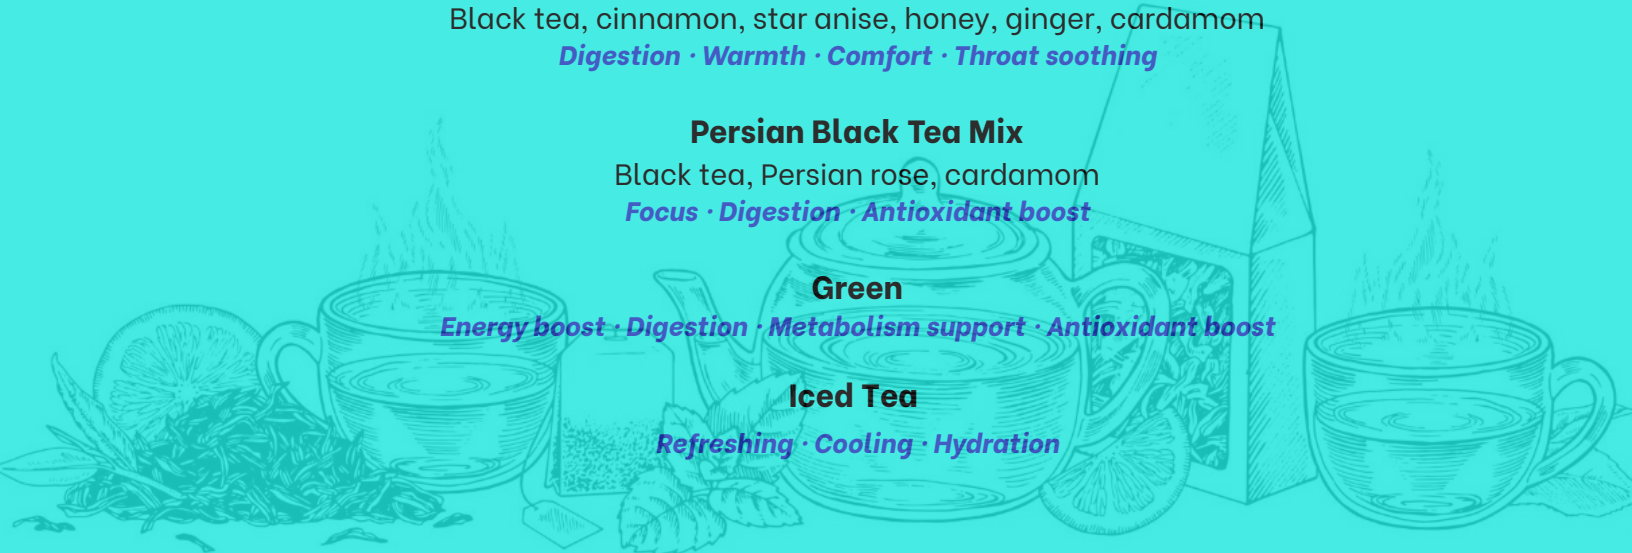 Black tea, cinnamon, star anise, honey, ginger, cardamom
Digestion · Warmth · Comfort · Throat soothing
Persian Black Tea Mix
Black tea, Persian rose, cardamom
Focus · Digestion · Antioxidant boost
Green
Energy boost · Digestion · Metabolism support · Antioxidant boost
Iced Tea
Refreshing · Cooling · Hydration